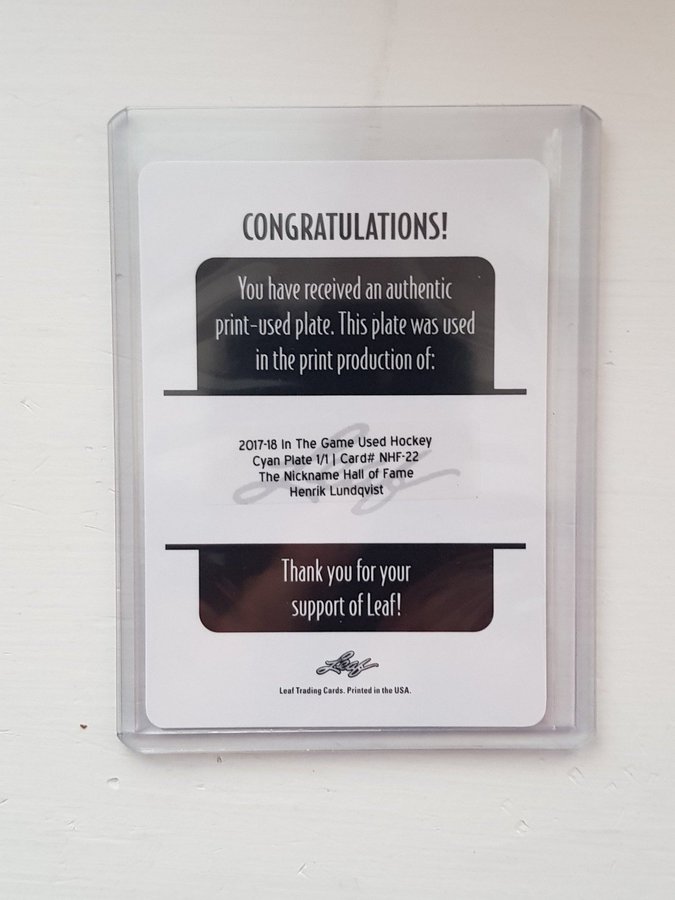 CONGRATULATIONS!
You have received an authentic
print-used plate. This plate was used
in the print production of:
2017-18 In The Game Used Hockey
Cyan Plate 1/1 | Card# NHF-22
The Nickname Hall of Fame
Henrik Lundqvist
Thank you for your
support of Leaf!
Leaf
Leaf Trading Cards. Printed in the USA.